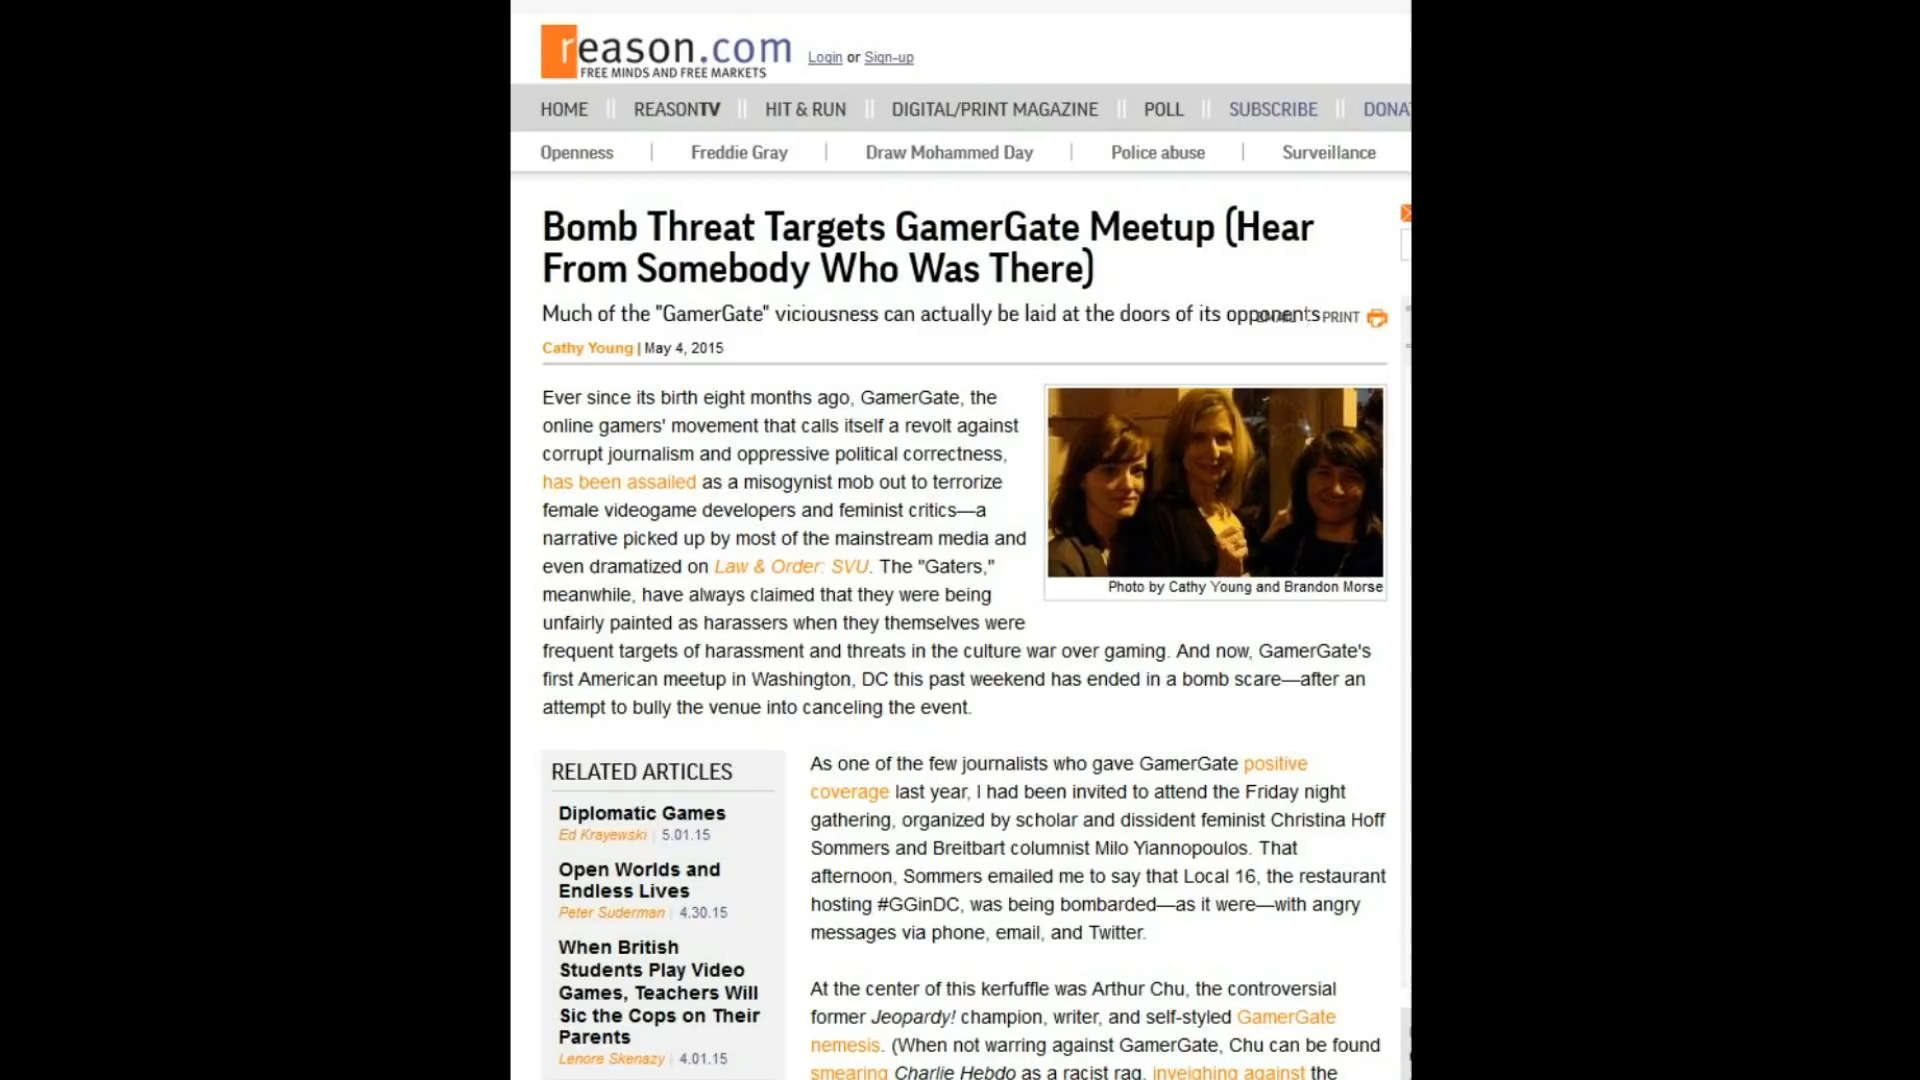 reason.com Login or Sign-up
FREE MINDS AND FREE MARKETS
HOME || REASONTV || HIT & RUN || DIGITAL/PRINT MAGAZINE || POLL || SUBSCRIBE || DONA
Openness | Freddie Gray | Draw Mohammed Day | Police abuse | Surveillance
Bomb Threat Targets GamerGate Meetup (Hear
From Somebody Who Was There)
Much of the "GamerGate" viciousness can actually be laid at the doors of its opponents
PRINT
Cathy Young | May 4, 2015
Ever since its birth eight months ago, GamerGate, the
online gamers' movement that calls itself a revolt against
corrupt journalism and oppressive political correctness,
has been assailed as a misogynist mob out to terrorize
female videogame developers and feminist critics—a
narrative picked up by most of the mainstream media and
even dramatized on Law & Order: SVU. The "Gaters,"
meanwhile, have always claimed that they were being
unfairly painted as harassers when they themselves were
frequent targets of harassment and threats in the culture war over gaming. And now, GamerGate's
first American meetup in Washington, DC this past weekend has ended in a bomb scare—after an
attempt to bully the venue into canceling the event.
Photo by Cathy Young and Brandon Morse
RELATED ARTICLES
Diplomatic Games
Ed Krayewski | 5.01.15
Open Worlds and
Endless Lives
Peter Suderman | 4.30.15
When British
Students Play Video
Games, Teachers Will
Sic the Cops on Their
Parents
Lenore Skenazy | 4.01.15
As one of the few journalists who gave GamerGate positive
coverage last year, I had been invited to attend the Friday night
gathering, organized by scholar and dissident feminist Christina Hoff
Sommers and Breitbart columnist Milo Yiannopoulos. That
afternoon, Sommers emailed me to say that Local 16, the restaurant
hosting #GGinDC, was being bombarded—as it were—with angry
messages via phone, email, and Twitter.
At the center of this kerfuffle was Arthur Chu, the controversial
former Jeopardy! champion, writer, and self-styled GamerGate
nemesis. (When not warring against GamerGate, Chu can be found
smearing Charlie Hebdo as a racist rag, inveighing against the